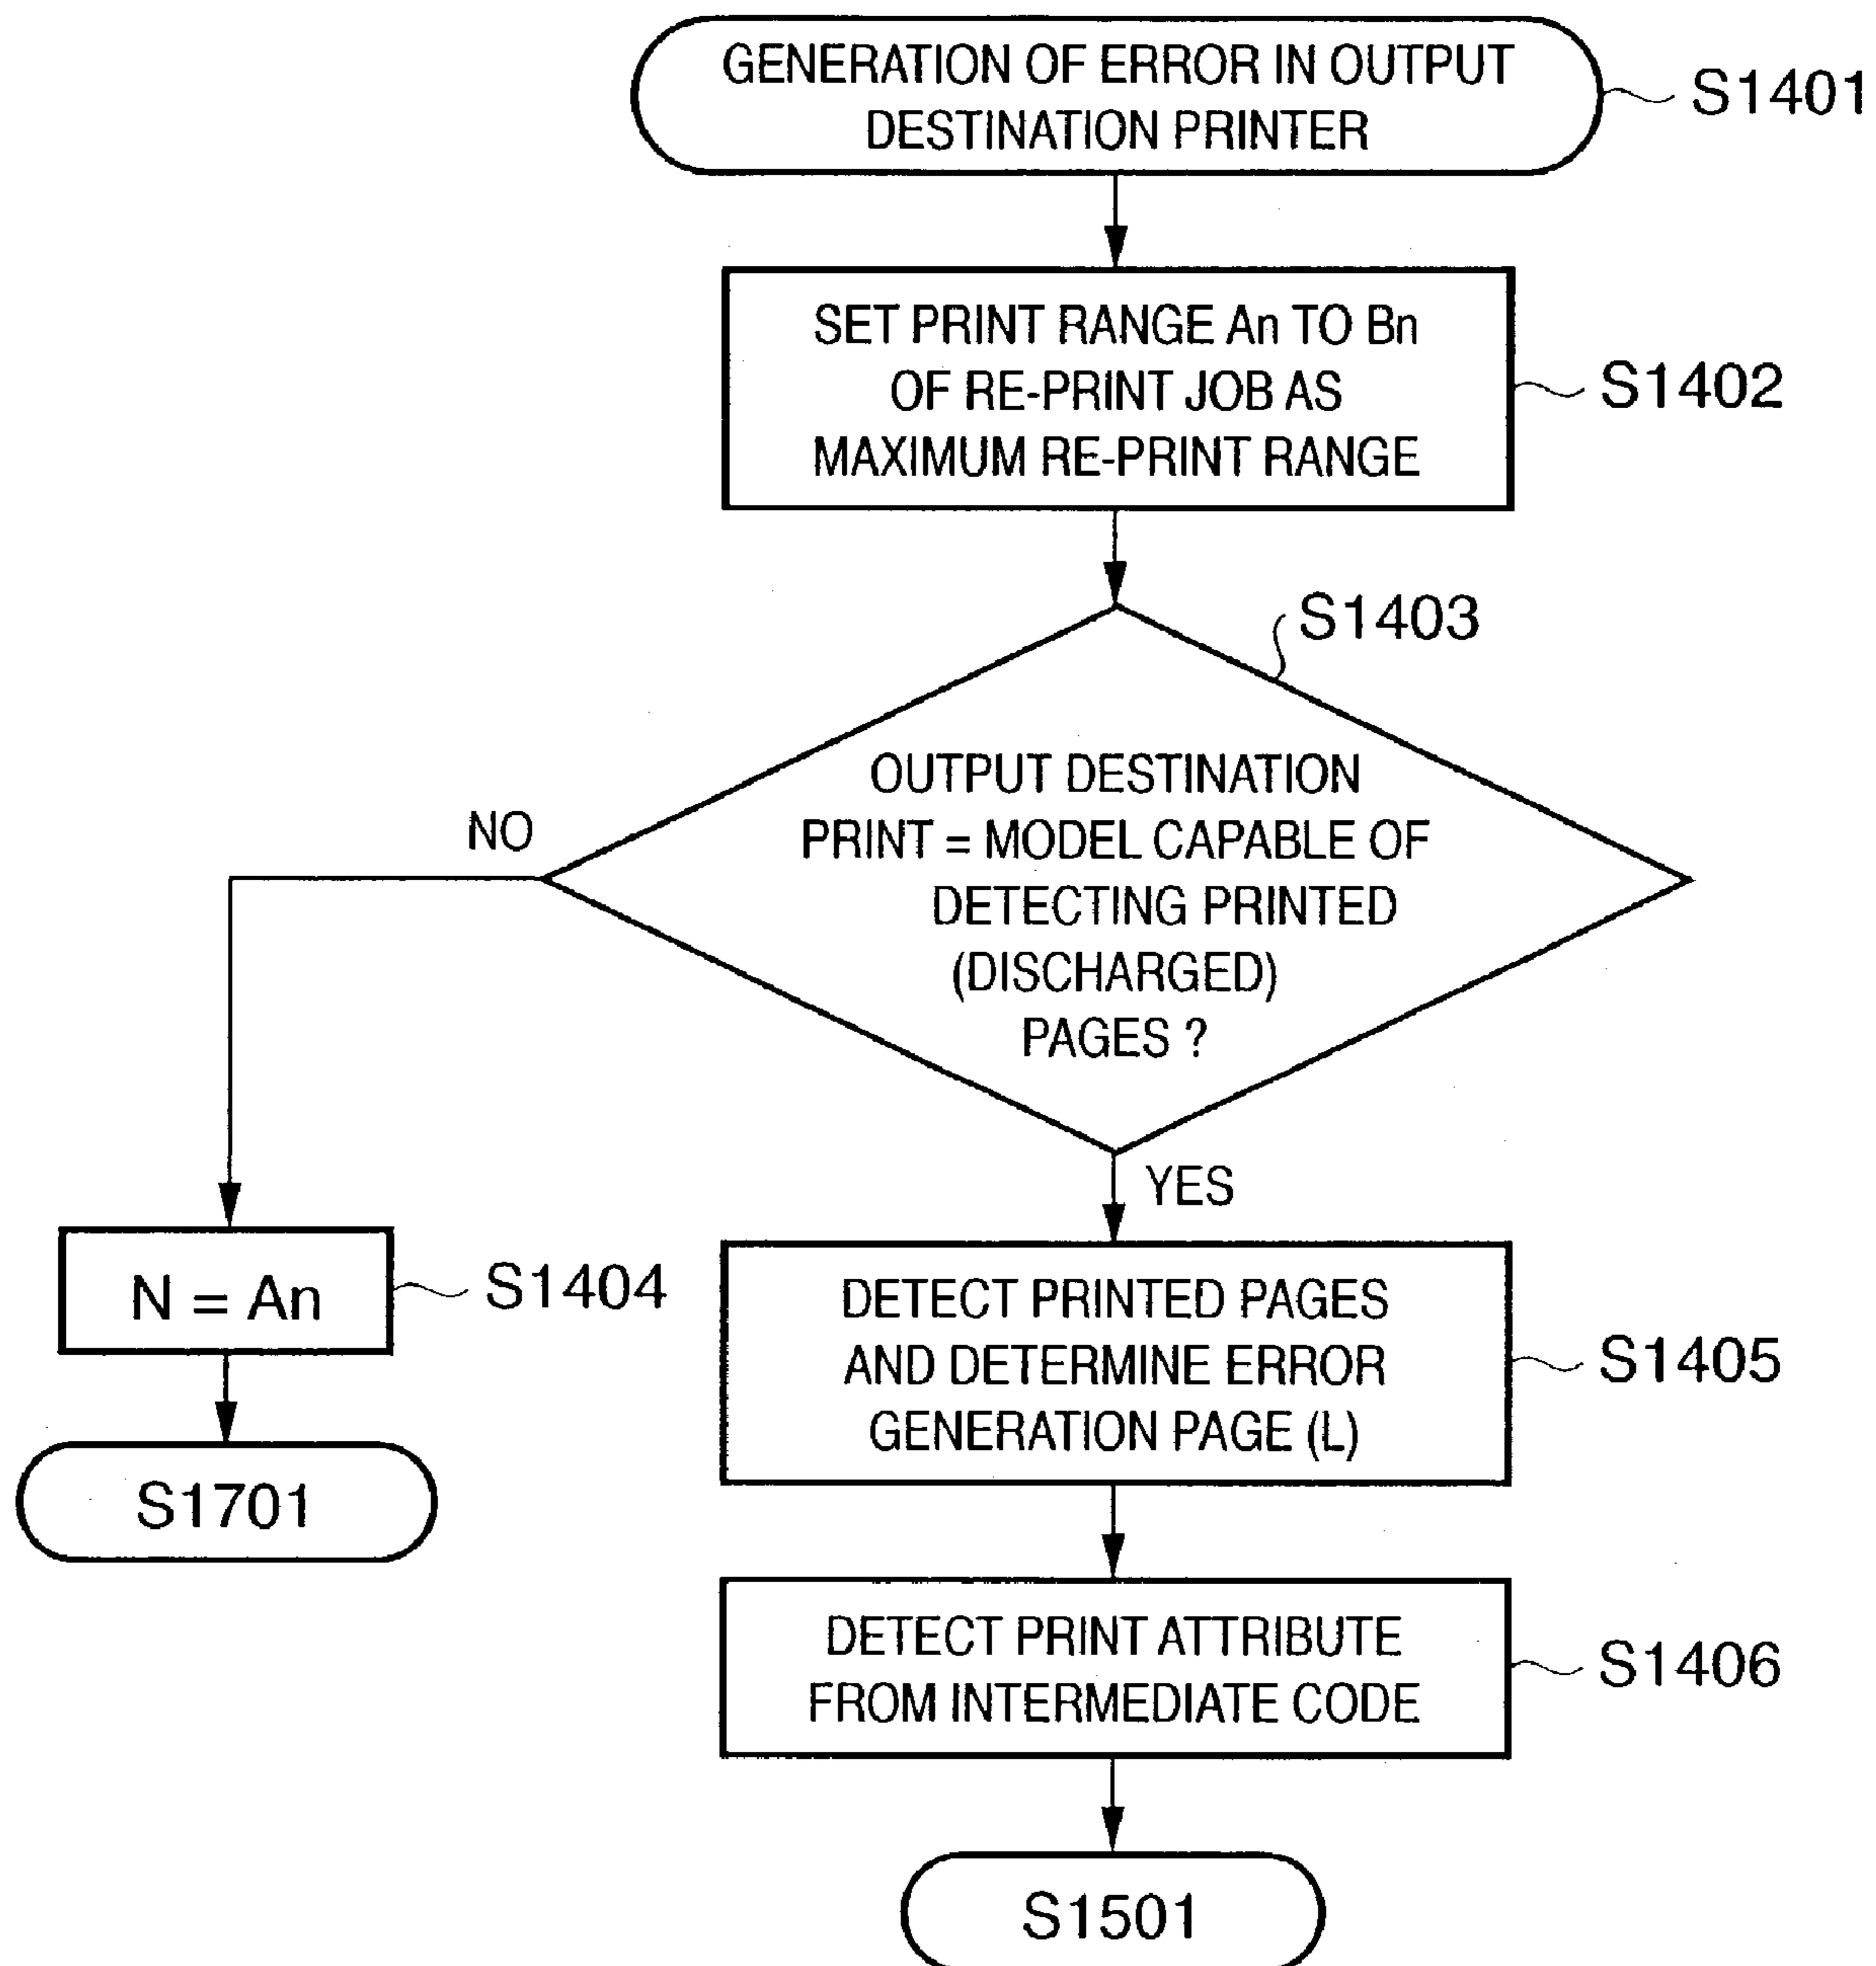 GENERATION OF ERROR IN OUTPUT
DESTINATION PRINTER
S1401
SET PRINT RANGE An TO Bn
OF RE-PRINT JOB AS
MAXIMUM RE-PRINT RANGE
S1402
S1403
OUTPUT DESTINATION
PRINT = MODEL CAPABLE OF
DETECTING PRINTED
(DISCHARGED)
PAGES ?
NO
YES
N = An
S1404
S1701
DETECT PRINTED PAGES
AND DETERMINE ERROR
GENERATION PAGE (L)
S1405
DETECT PRINT ATTRIBUTE
FROM INTERMEDIATE CODE
S1406
S1501